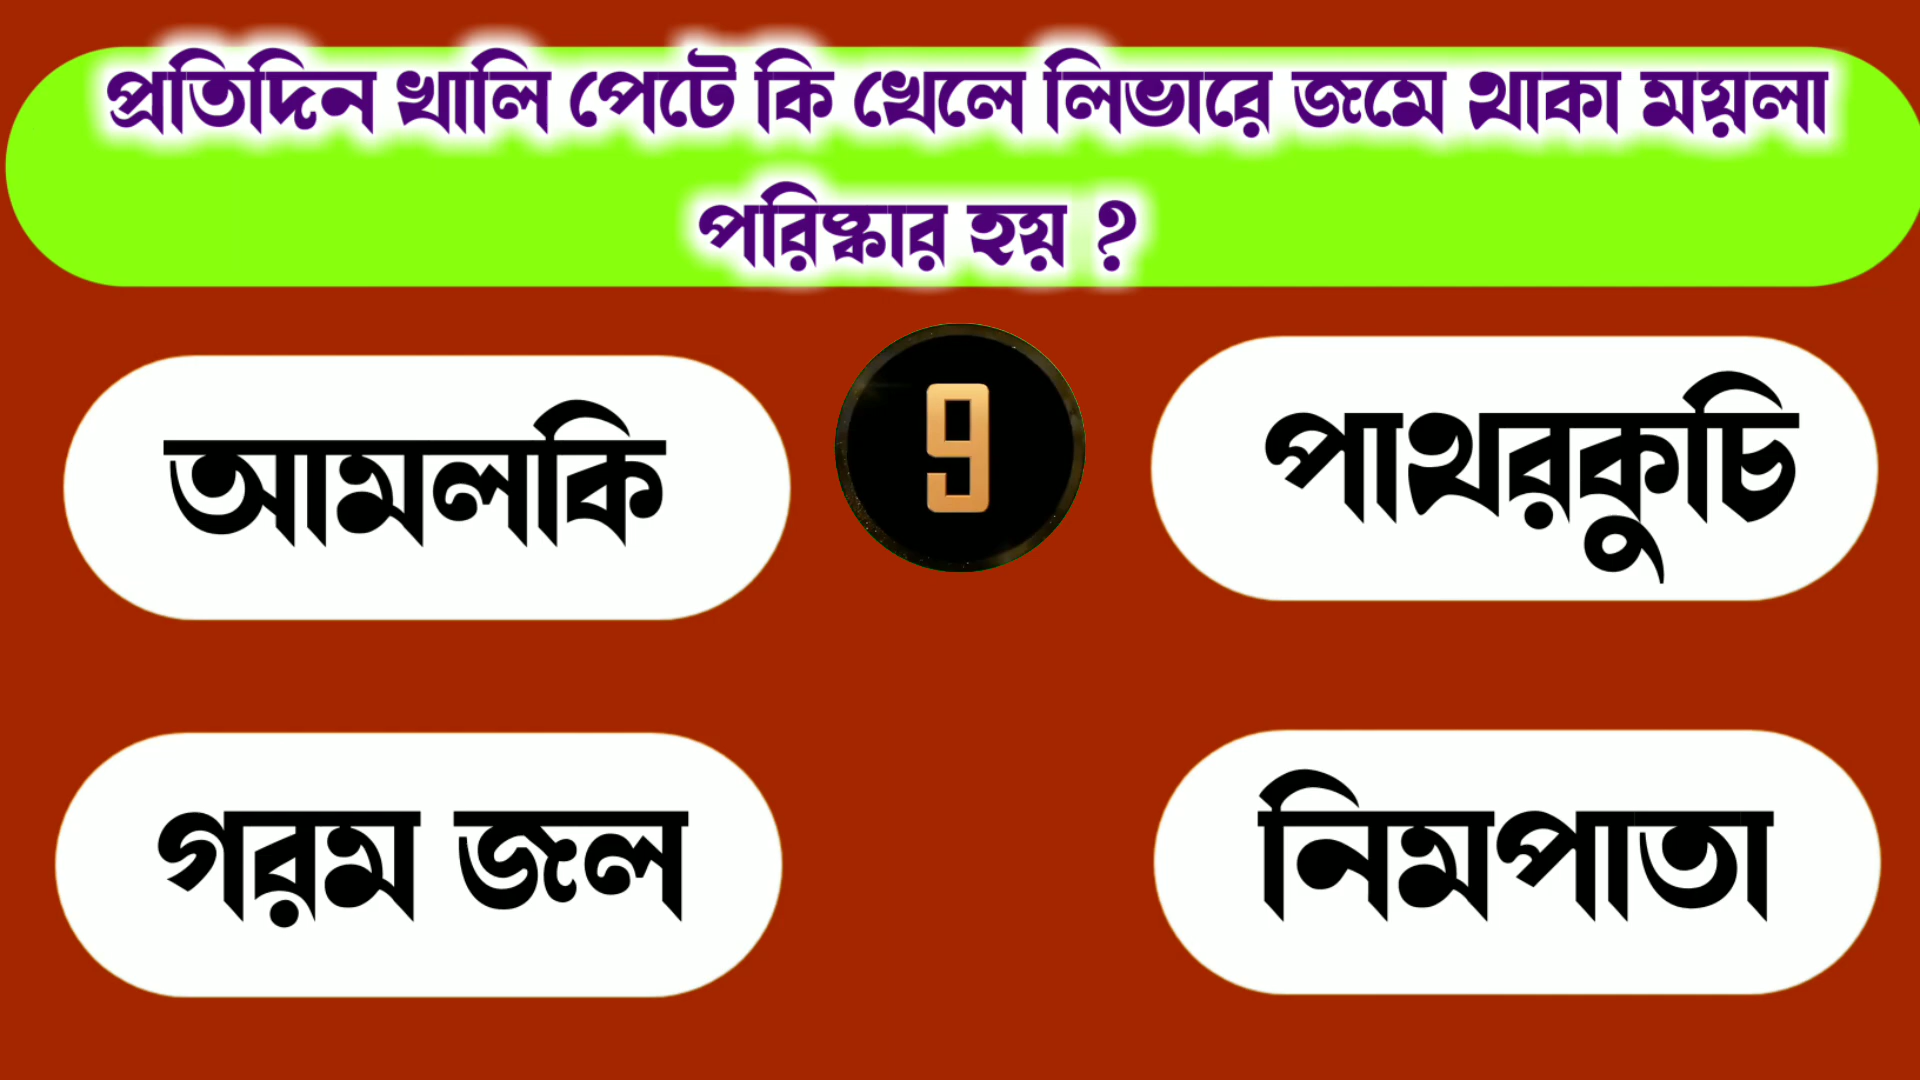 প্রতিদিন খালি পেটে কি খেলে লিভারে জমে থাকা ময়লা
পরিষ্কার হয় ?
আমলকি
9
পাথরকুচি
গরম জল
নিমপাতা